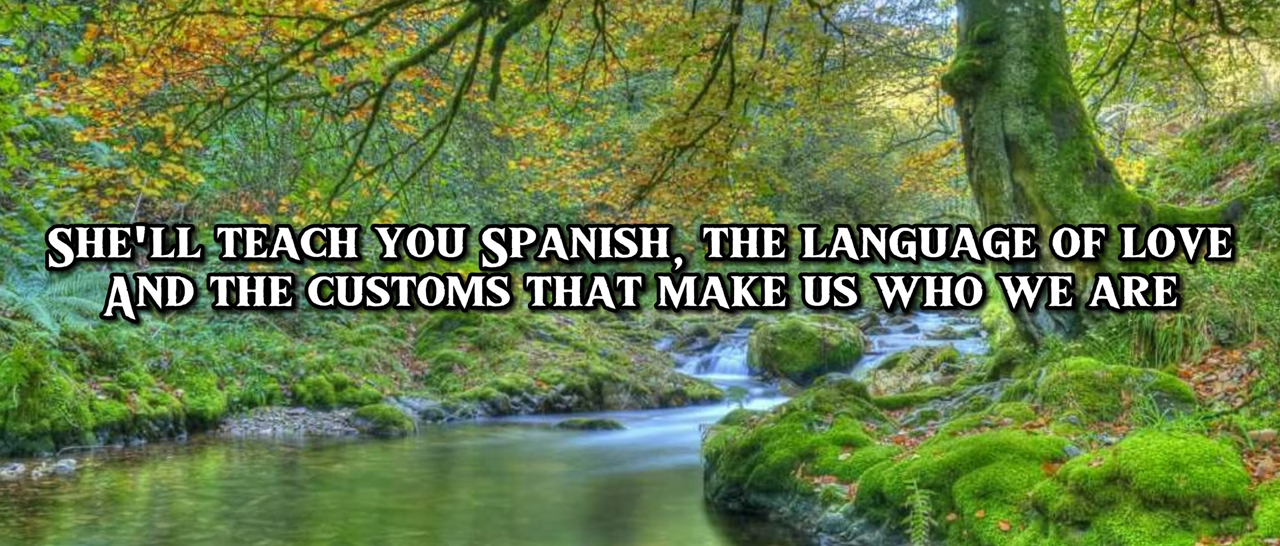 She'll teach you Spanish, the language of love
And the customs that make us who we are